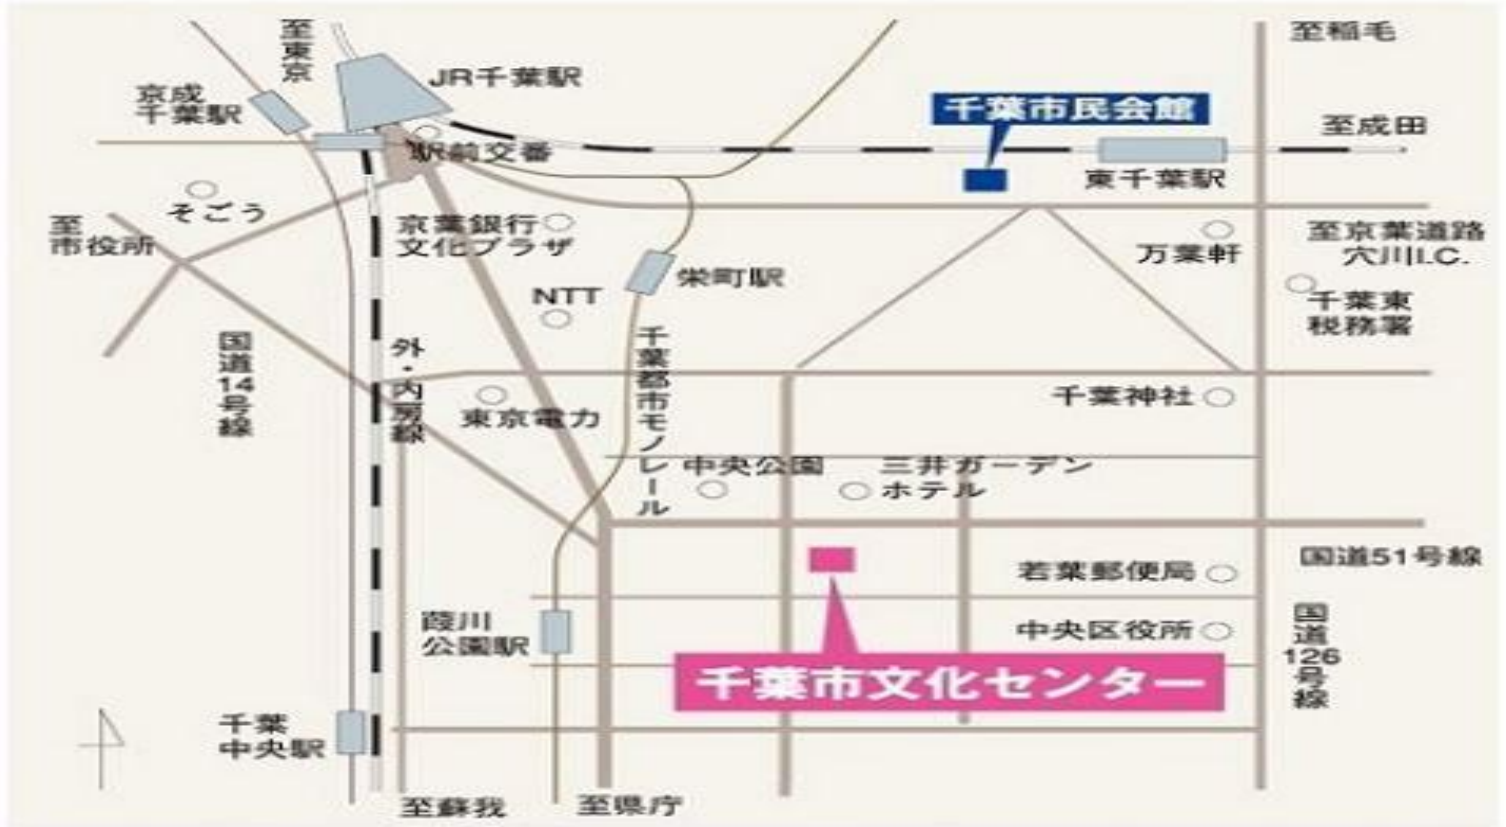 至東京
至稲毛
JR千葉駅
京成
千葉駅
千葉市民会館
至成田
駅前交番
東千葉駅
そごう
至
市役所
京葉銀行
文化プラザ
万葉軒
至京葉道路
穴川I.C.
栄町駅
NTT
千葉東
税務署
国道14号線
外・内房線
千葉都市モノレール
東京電力
千葉神社
中央公園
三井ガーデン
ホテル
国道51号線
若葉郵便局
葭川
公園駅
中央区役所
国道126号線
千葉市文化センター
千葉
中央駅
至蘇我
至県庁